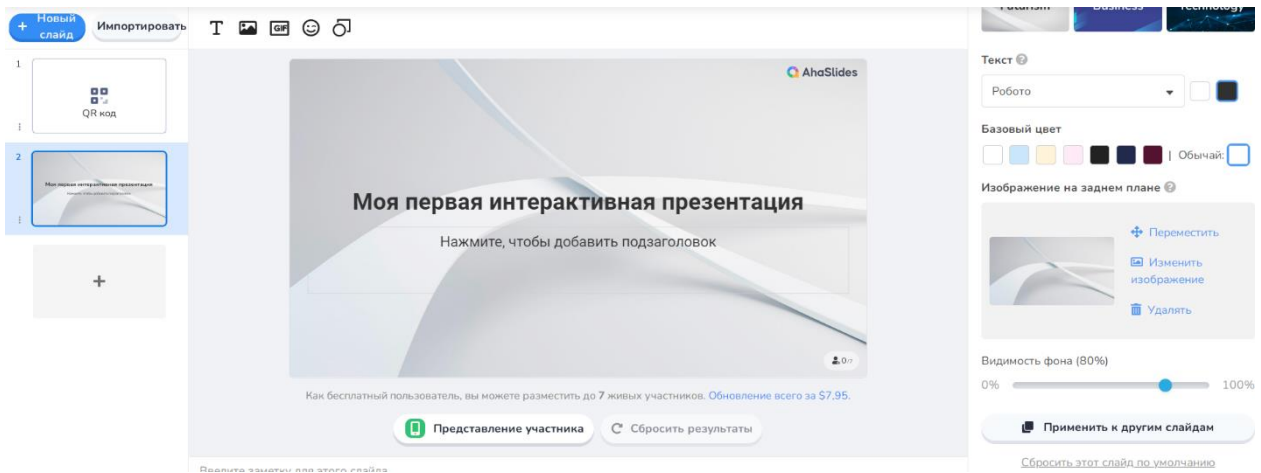 + Новый слайд
Импортировать
T
GIF
1
QR код
2
Моя первая интерактивная презентация
+
AhaSlides
Моя первая интерактивная презентация
Нажмите, чтобы добавить подзаголовок
0/7
Как бесплатный пользователь, вы можете разместить до 7 живых участников. Обновление всего за $7,95.
Представление участника
Сбросить результаты
Введите заметку для этого слайда
Futurism
Business
Technology
Текст
Робото
Базовый цвет
| Обычай:
Изображение на заднем плане
Переместить
Изменить
изображение
Удалять
Видимость фона (80%)
0%
100%
Применить к другим слайдам
Сбросить этот слайд по умолчанию